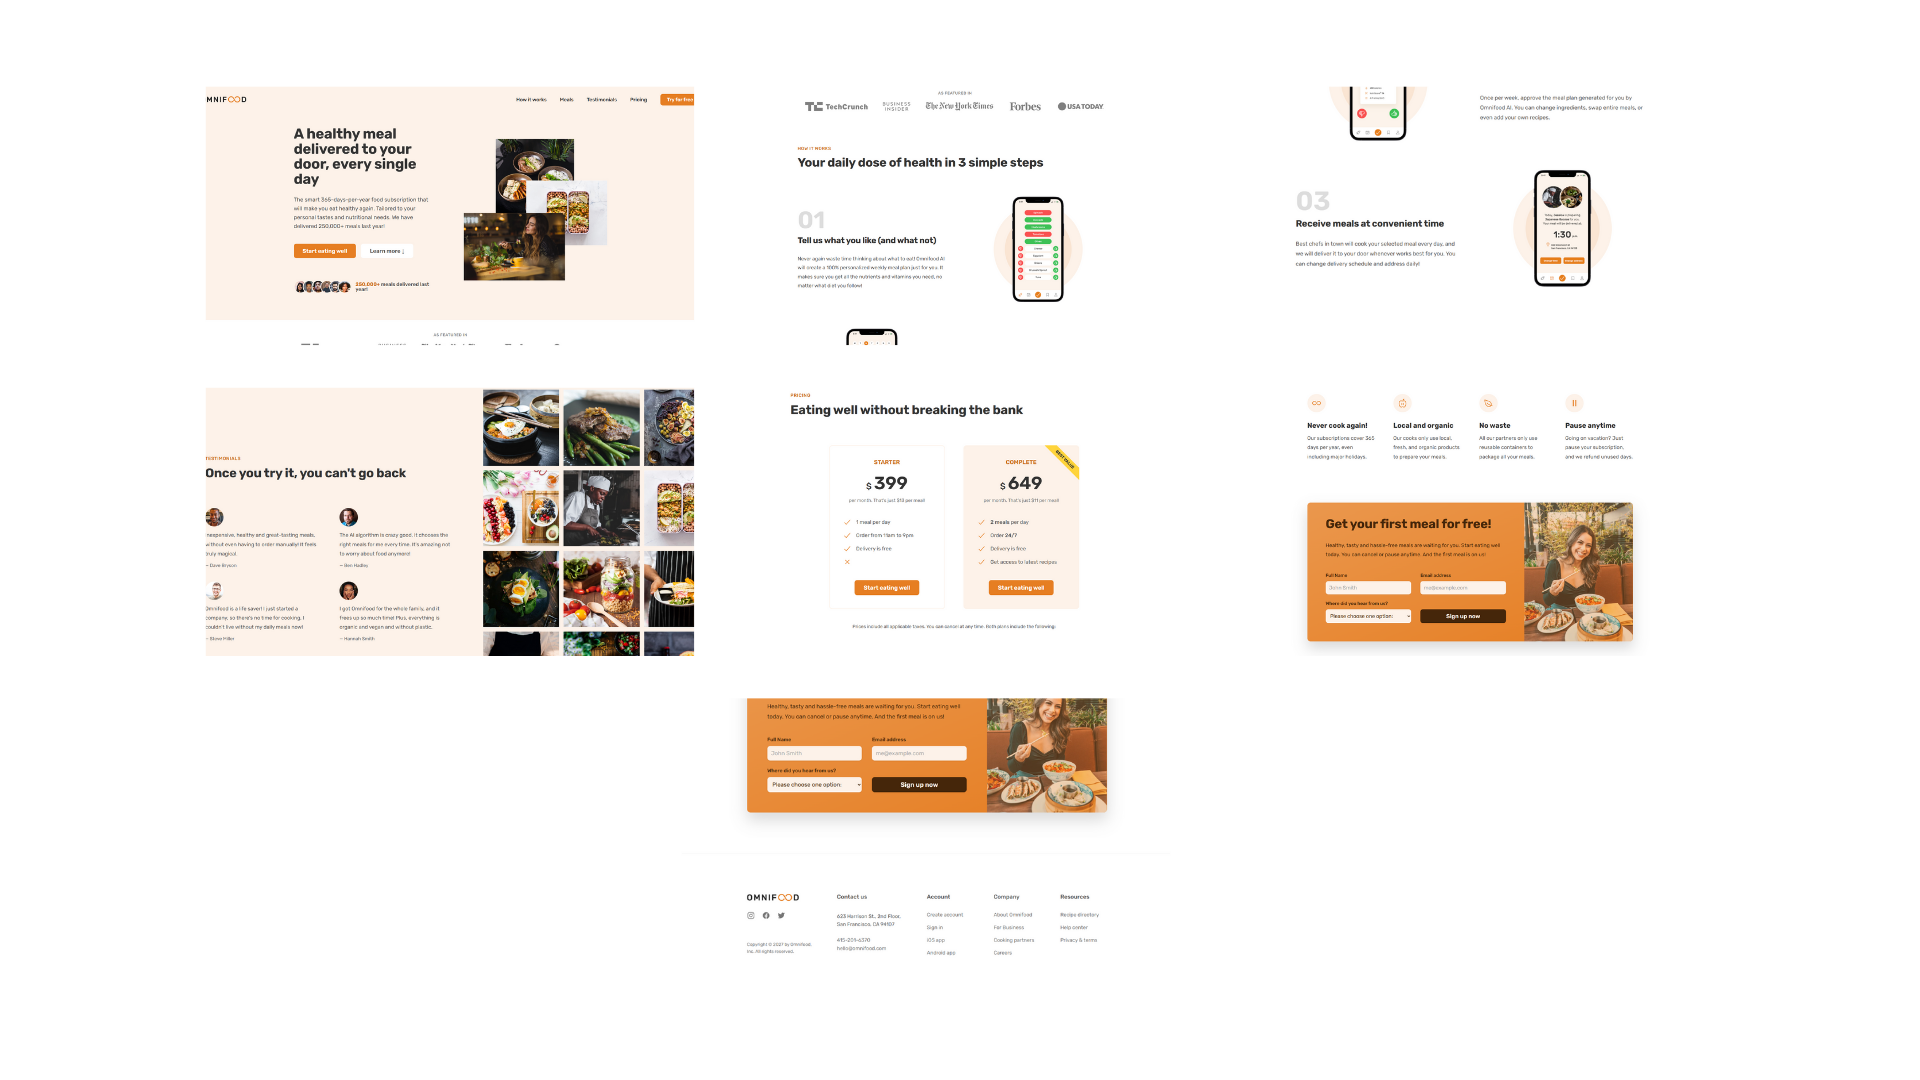 MNIFOOD
How it works
Meals
Testimonials
Pricing
Try for free
A healthy meal
delivered to your
door, every single
day
The smart 365-days-per-year food subscription that
will make you eat healthy again. Tailored to your
personal tastes and nutritional needs. We have
delivered 250,000+ meals last year!
Start eating well
Learn more ↓
250,000+ meals delivered last
year!
AS FEATURED IN
AS FEATURED IN
TechCrunch
BUSINESS
INSIDER
The New York Times
Forbes
USA TODAY
HOW IT WORKS
Your daily dose of health in 3 simple steps
01
Tell us what you like (and what not)
Never again waste time thinking about what to eat! Omnifood AI
will create a 100% personalized weekly meal plan just for you. It
makes sure you get all the nutrients and vitamins you need, no
matter what diet you follow!
Once per week, approve the meal plan generated for you by
Omnifood AI. You can change ingredients, swap entire meals, or
even add your own recipes.
03
Receive meals at convenient time
Best chefs in town will cook your selected meal every day, and
we will deliver it to your door whenever works best for you. You
can change delivery schedule and address daily!
1:30
TESTIMONIALS
Once you try it, you can't go back
nexpensive, healthy and great-tasting meals,
without even having to order manually! It feels
truly magical.
— Dave Bryson
The AI algorithm is crazy good, it chooses the
right meals for me every time. It's amazing not
to worry about food anymore!
— Ben Hadley
Omnifood is a life saver! I just started a
company, so there's no time for cooking. I
couldn't live without my daily meals now!
— Steve Miller
I got Omnifood for the whole family, and it
frees up so much time! Plus, everything is
organic and vegan and without plastic.
— Hannah Smith
PRICING
Eating well without breaking the bank
STARTER
$ 399
per month. That's just $13 per meal!
1 meal per day
Order from 11am to 9pm
Delivery is free
Start eating well
BEST VALUE
COMPLETE
$ 649
per month. That's just $11 per meal!
2 meals per day
Order 24/7
Delivery is free
Get access to latest recipes
Start eating well
Prices include all applicable taxes. You can cancel at any time. Both plans include the following:
Never cook again!
Our subscriptions cover 365
days per year, even
including major holidays.
Local and organic
Our cooks only use local,
fresh, and organic products
to prepare your meals.
No waste
All our partners only use
reusable containers to
package all your meals.
Pause anytime
Going on vacation? Just
pause your subscription,
and we refund unused days.
Get your first meal for free!
Healthy, tasty and hassle-free meals are waiting for you. Start eating well
today. You can cancel or pause anytime. And the first meal is on us!
Full Name
John Smith
Email address
me@example.com
Where did you hear from us?
Please choose one option:
Sign up now
Healthy, tasty and hassle-free meals are waiting for you. Start eating well
today. You can cancel or pause anytime. And the first meal is on us!
Full Name
John Smith
Email address
me@example.com
Where did you hear from us?
Please choose one option:
Sign up now
OMNIFOOD
Copyright © 2027 by Omnifood,
Inc. All rights reserved.
Contact us
623 Harrison St., 2nd Floor,
San Francisco, CA 94107
415-201-6370
hello@omnifood.com
Account
Create account
Sign in
iOS app
Android app
Company
About Omnifood
For Business
Cooking partners
Careers
Resources
Recipe directory
Help center
Privacy & terms